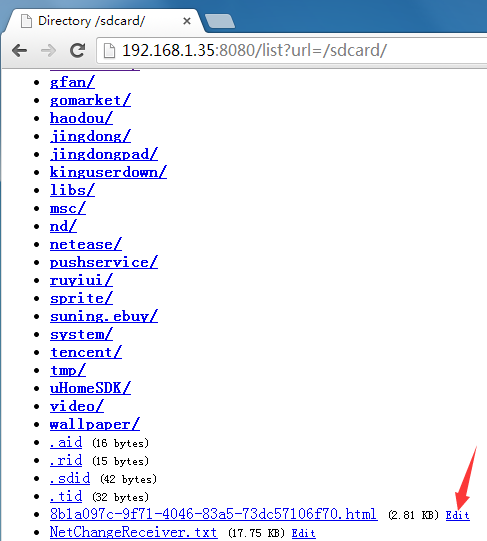 Directory /sdcard/
192.168.1.35:8080/list?url=/sdcard/
gfan/
gomarket/
haodou/
jingdong/
jingdongpad/
kinguserdown/
libs/
msc/
nd/
netease/
pushservice/
ruyiui/
sprite/
suning.ebuy/
system/
tencent/
tmp/
uHomeSDK/
video/
wallpaper/
.aid (16 bytes)
.rid (15 bytes)
.sdid (42 bytes)
.tid (32 bytes)
8b1a097c-9f71-4046-83a5-73dc57106f70.html (2.81 KB) Edit
NetChangeReceiver.txt (17.75 KB) Edit